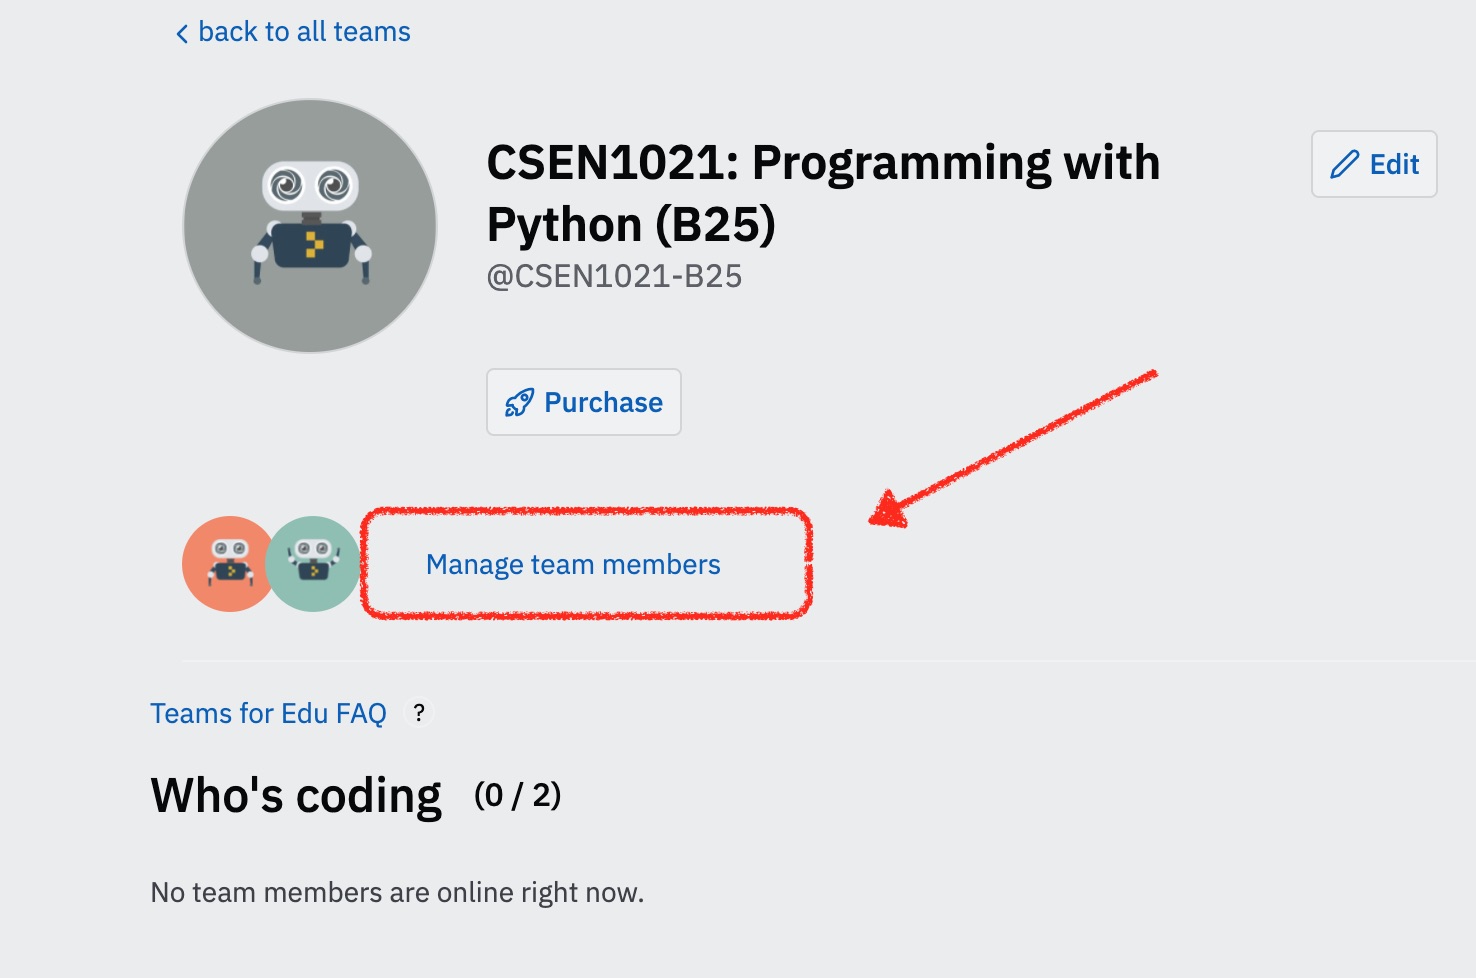 back to all teams
CSEN1021: Programming with
Python (B25)
Edit
@CSEN1021-B25
Purchase
Manage team members
Teams for Edu FAQ ?
Who's coding (0 / 2)
No team members are online right now.